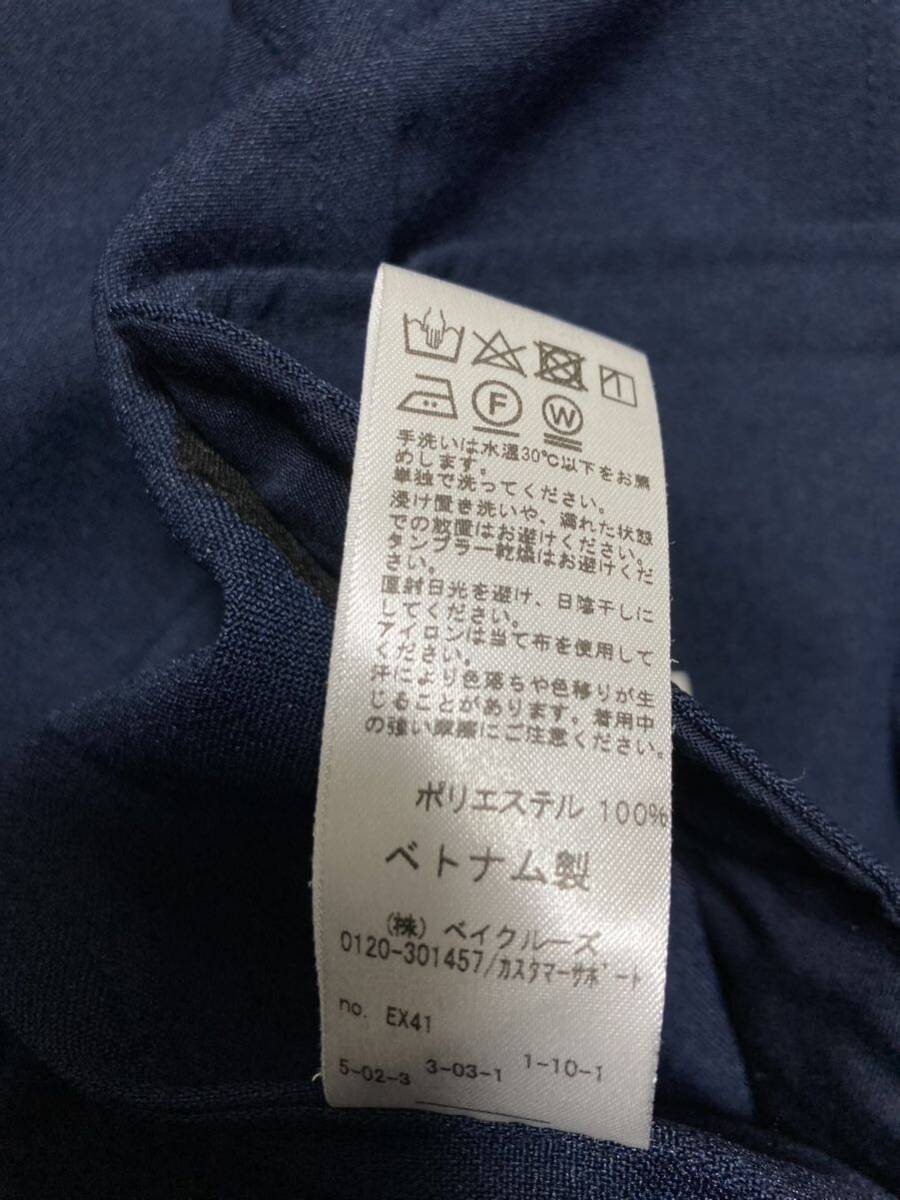 F
W
手洗いは水温30℃以下をお薦
めします。
単独で洗ってください。
浸け置き洗いや、濡れた状態
での放置はお避けください。
タンブラー乾燥はお避けくだ
さい。
直射日光を避け、日陰干しに
してください。
アイロンは当て布を使用して
ください。
汗により色落ちや色移りが生
じることがあります。着用中
の強い摩擦にご注意ください。
ポリエステル 100%
ベトナム製
(株) ベイクルーズ
0120-301457/カスタマーサポート
no. EX41
5-02-3 3-03-1 1-10-1